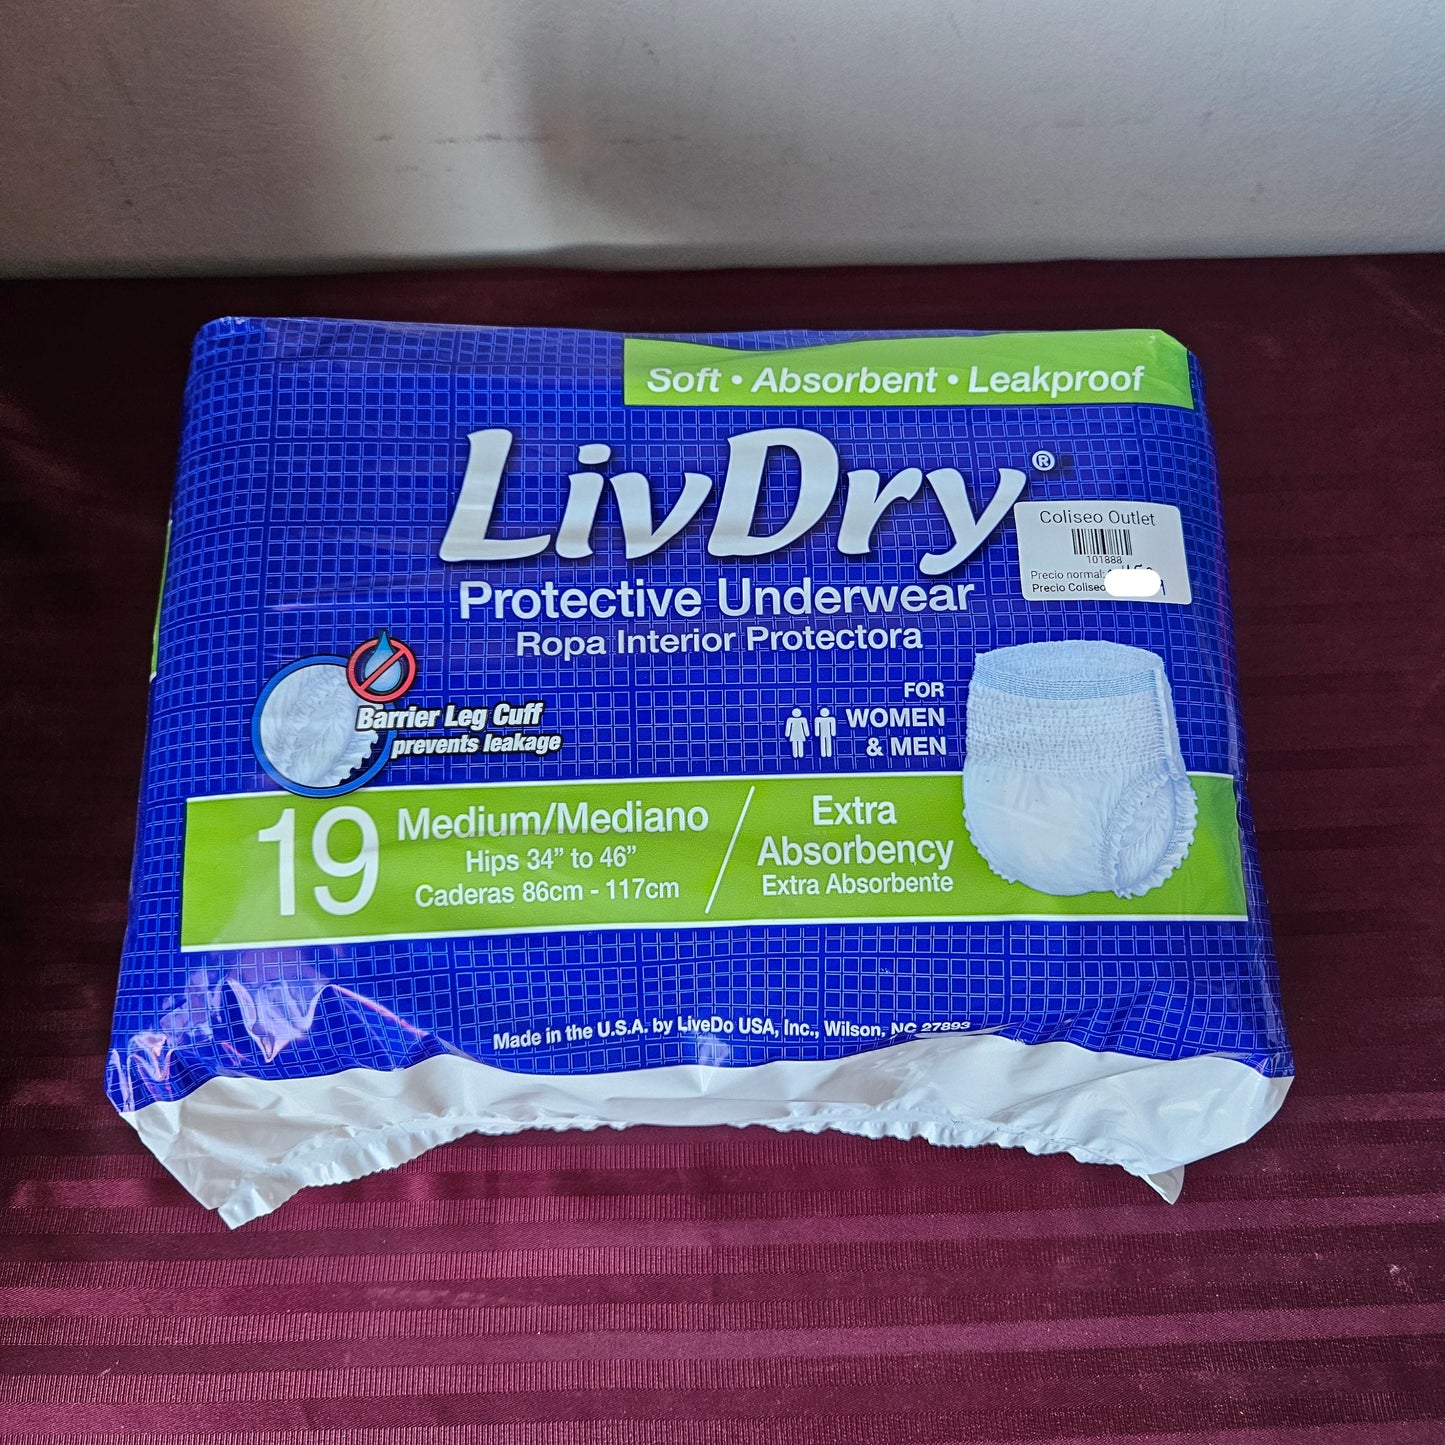 Soft • Absorbent • Leakproof
LivDry®
Coliseo Outlet
101888
Precio normal:
Precio Coliseo
Protective Underwear
Ropa Interior Protectora
Barrier Leg Cuff
prevents leakage
FOR
WOMEN
& MEN
19
Medium/Mediano
Hips 34” to 46”
Caderas 86cm - 117cm
Extra
Absorbency
Extra Absorbente
Made in the U.S.A. by LiveDo USA, Inc., Wilson, NC 27893